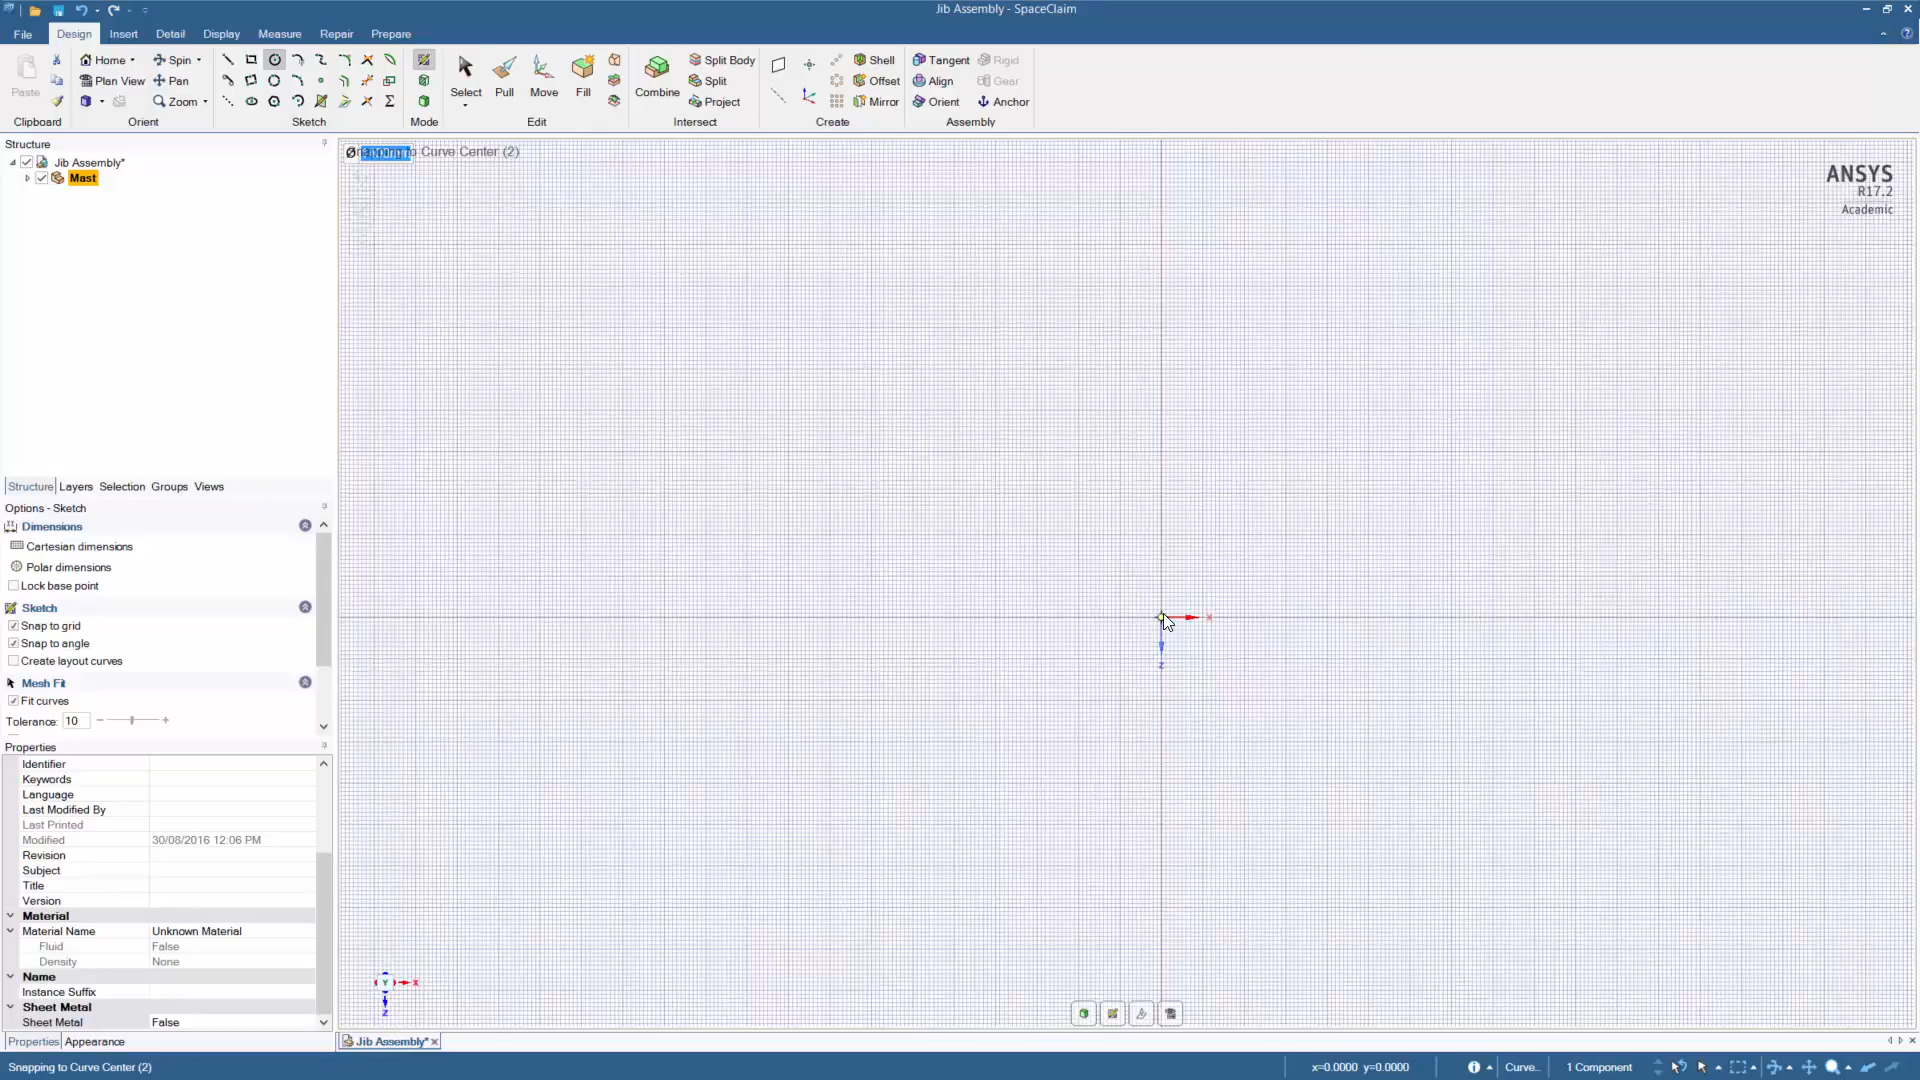 Jib Assembly - SpaceClaim
File Design Insert Detail Display Measure Repair Prepare
Home Spin
Plan View Pan
Zoom
Paste
Select Pull Move Fill
Combine
Split Body
Split
Project
Shell
Offset
Mirror
Tangent Rigid
Align Gear
Orient Anchor
Clipboard Orient Sketch Mode Edit Intersect Create Assembly
Structure
Jib Assembly*
Mast
Structure Layers Selection Groups Views
Options - Sketch
Dimensions
Cartesian dimensions
Polar dimensions
Lock base point
Sketch
Snap to grid
Snap to angle
Create layout curves
Mesh Fit
Fit curves
Tolerance: 10
Properties
Identifier
Keywords
Language
Last Modified By
Last Printed
Modified 30/08/2016 12:06 PM
Revision
Subject
Title
Version
Material
Material Name Unknown Material
Fluid False
Density None
Name
Instance Suffix
Sheet Metal
Sheet Metal False
Properties Appearance
to Curve Center (2)
ANSYS
R17.2
Academic
X
Z
Y X
Z
Jib Assembly*
Snapping to Curve Center (2)
x=0.0000 y=0.0000
Curve...
1 Component